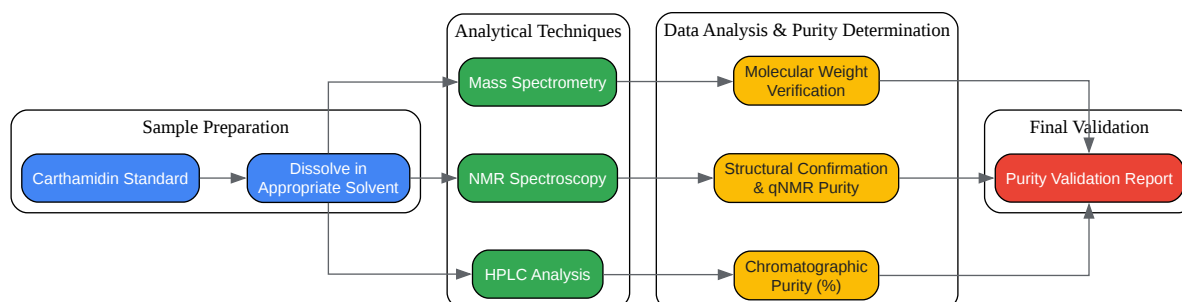 Analytical Techniques
Data Analysis & Purity Determination
Mass Spectrometry
Molecular Weight
Verification
Sample Preparation
Final Validation
Carthamidin Standard
Dissolve in
Appropriate Solvent
NMR Spectroscopy
Structural Confirmation
& qNMR Purity
Purity Validation Report
HPLC Analysis
Chromatographic
Purity (%)